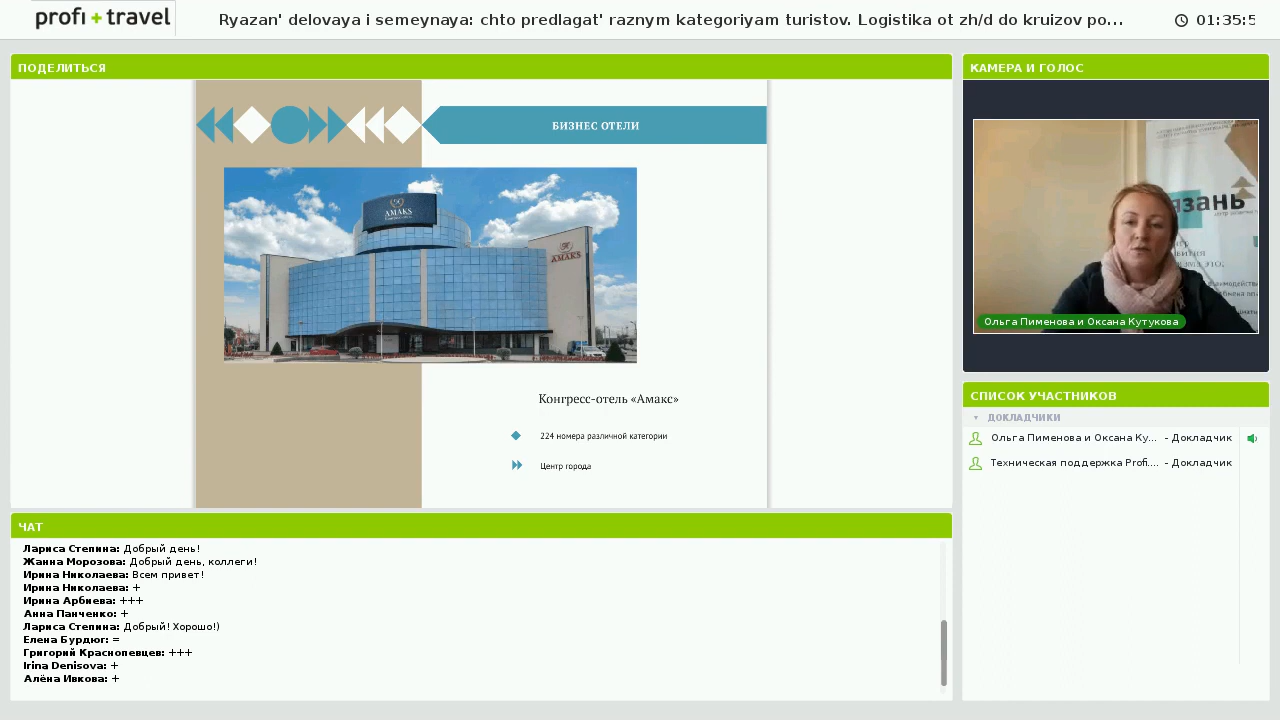 profi + travel
Ryazan' delovaya i semeynaya: chto predlagat' raznym kategoriyam turistov. Logistika ot zh/d do kruizov po...
01:35:5
ПОДЕЛИТЬСЯ
БИЗНЕС ОТЕЛИ
AMAKS
AMAKS
Конгресс-отель «Амакс»
224 номера различной категории
Центр города
КАМЕРА И ГОЛОС
язань
Ольга Пименова и Оксана Кутукова
СПИСОК УЧАСТНИКОВ
ДОКЛАДЧИКИ
Ольга Пименова и Оксана Ку... - Докладчик
Техническая поддержка Profi.... - Докладчик
ЧАТ
Лариса Степина: Добрый день!
Жанна Морозова: Добрый день, коллеги!
Ирина Николаева: Всем привет!
Ирина Николаева: +
Ирина Арбиева: +++
Анна Панченко: +
Лариса Степина: Добрый! Хорошо!)
Елена Бурдюг: =
Григорий Краснопевцев: +++
Irina Denisova: +
Алёна Ивкова: +